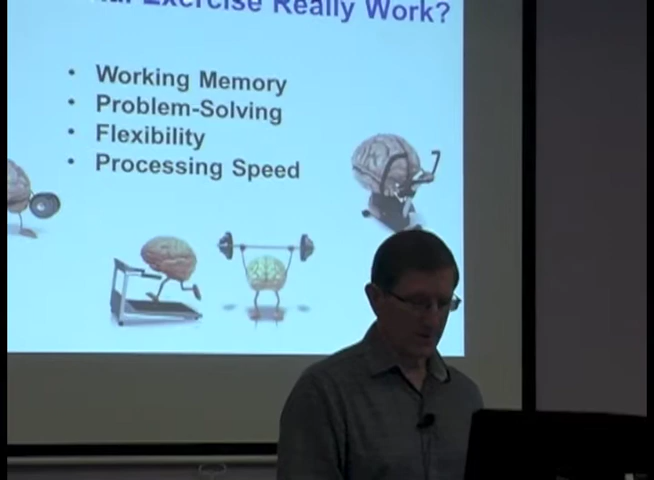 Exercise Really Work?
• Working Memory
• Problem-Solving
• Flexibility
• Processing Speed